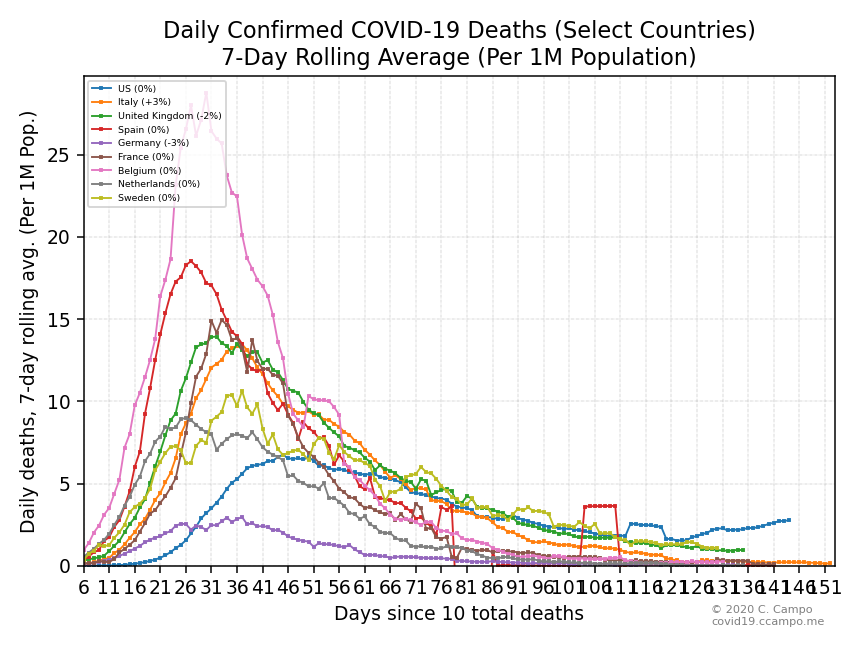 Daily Confirmed COVID-19 Deaths (Select Countries)
7-Day Rolling Average (Per 1M Population)
Daily deaths, 7-day rolling avg. (Per 1M Pop.)
25
20
15
10
5
0
US (0%)
Italy (+3%)
United Kingdom (-2%)
Spain (0%)
Germany (-3%)
France (0%)
Belgium (0%)
Netherlands (0%)
Sweden (0%)
6 11 16 21 26 31 36 41 46 51 56 61 66 71 76 81 86 91 96 101 106 111 116 121 126 131 136 141 146 151
Days since 10 total deaths
© 2020 C. Campo
covid19.ccampo.me